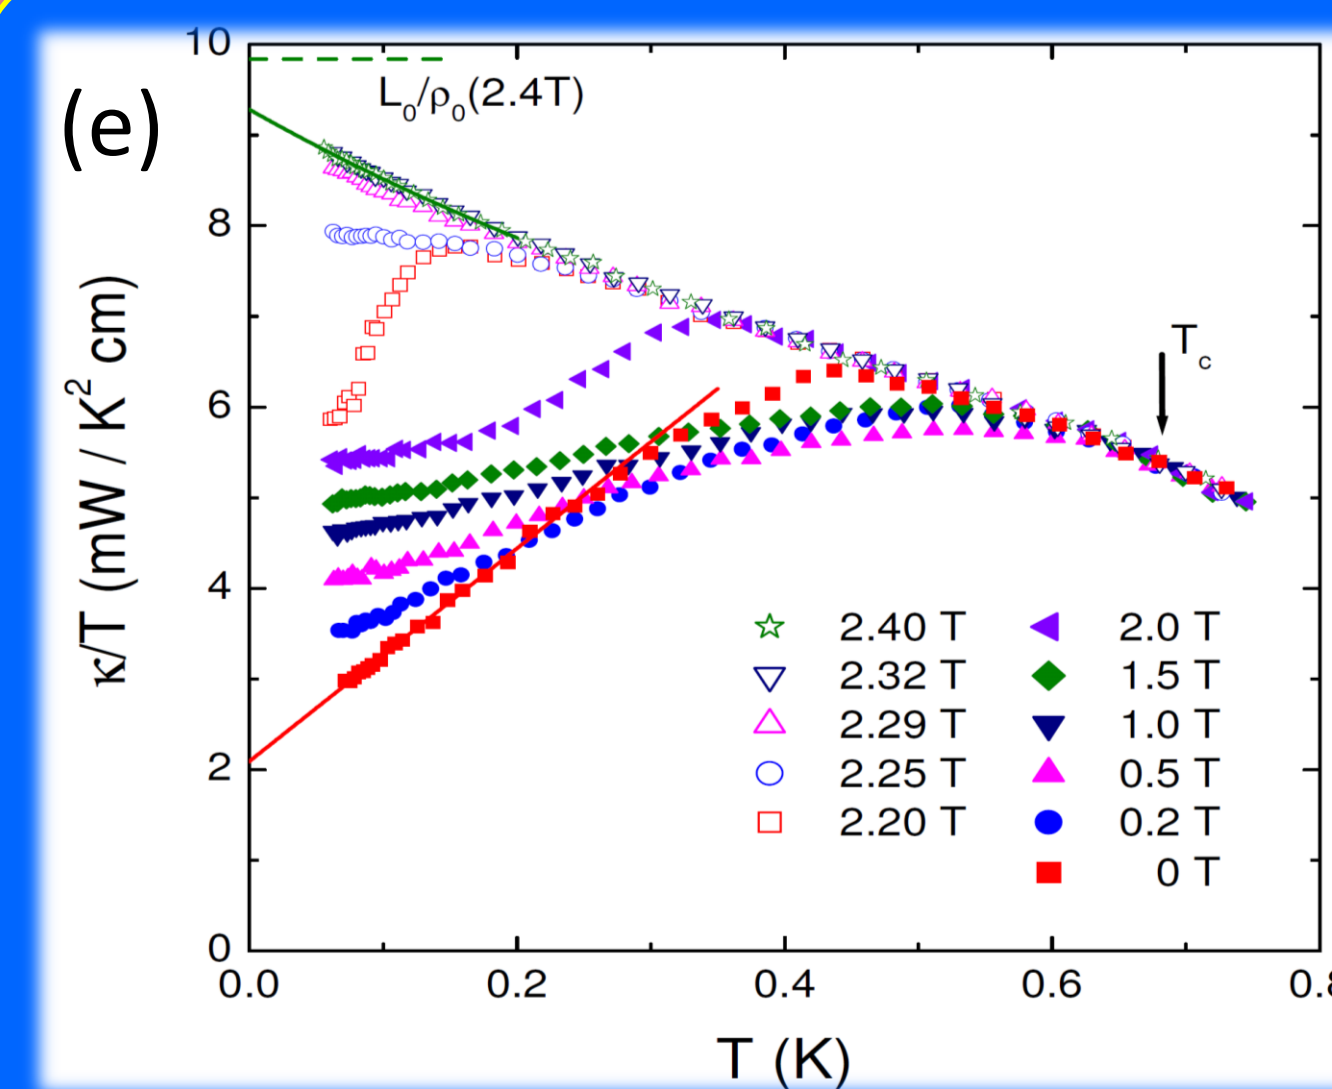 (e)
10
8
6
4
2
0
κ/T (mW / K² cm)
L₀/ρ₀(2.4T)
T꜀
2.40 T
2.32 T
2.29 T
2.25 T
2.20 T
2.0 T
1.5 T
1.0 T
0.5 T
0.2 T
0 T
0.0
0.2
0.4
0.6
T (K)